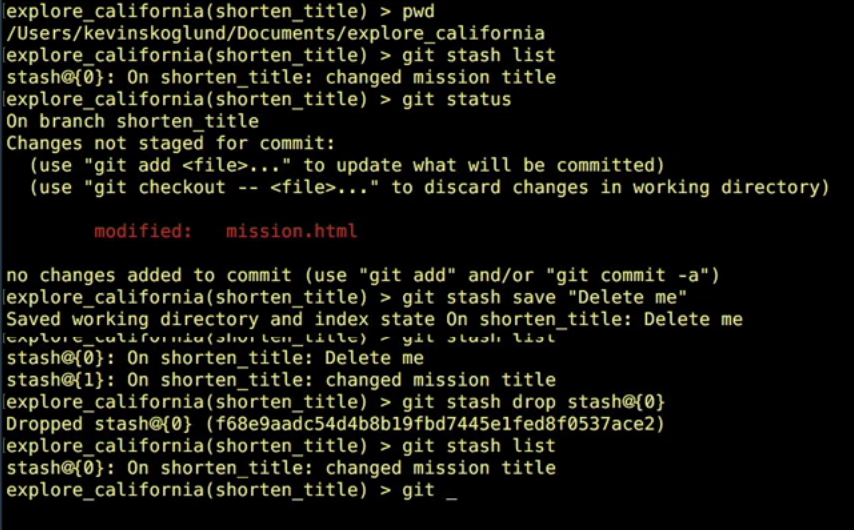 explore_california(shorten_title) > pwd
/Users/kevinskoglund/Documents/explore_california
explore_california(shorten_title) > git stash list
stash@{0}: On shorten_title: changed mission title
explore_california(shorten_title) > git status
On branch shorten_title
Changes not staged for commit:
  (use "git add <file>..." to update what will be committed)
  (use "git checkout -- <file>..." to discard changes in working directory)
modified:   mission.html
no changes added to commit (use "git add" and/or "git commit -a")
explore_california(shorten_title) > git stash save "Delete me"
Saved working directory and index state On shorten_title: Delete me
explore_california(shorten_title) > git stash list
stash@{0}: On shorten_title: Delete me
stash@{1}: On shorten_title: changed mission title
explore_california(shorten_title) > git stash drop stash@{0}
Dropped stash@{0} (f68e9aadc54d4b8b19fbd7445e1fed8f0537ace2)
explore_california(shorten_title) > git stash list
stash@{0}: On shorten_title: changed mission title
explore_california(shorten_title) > git _